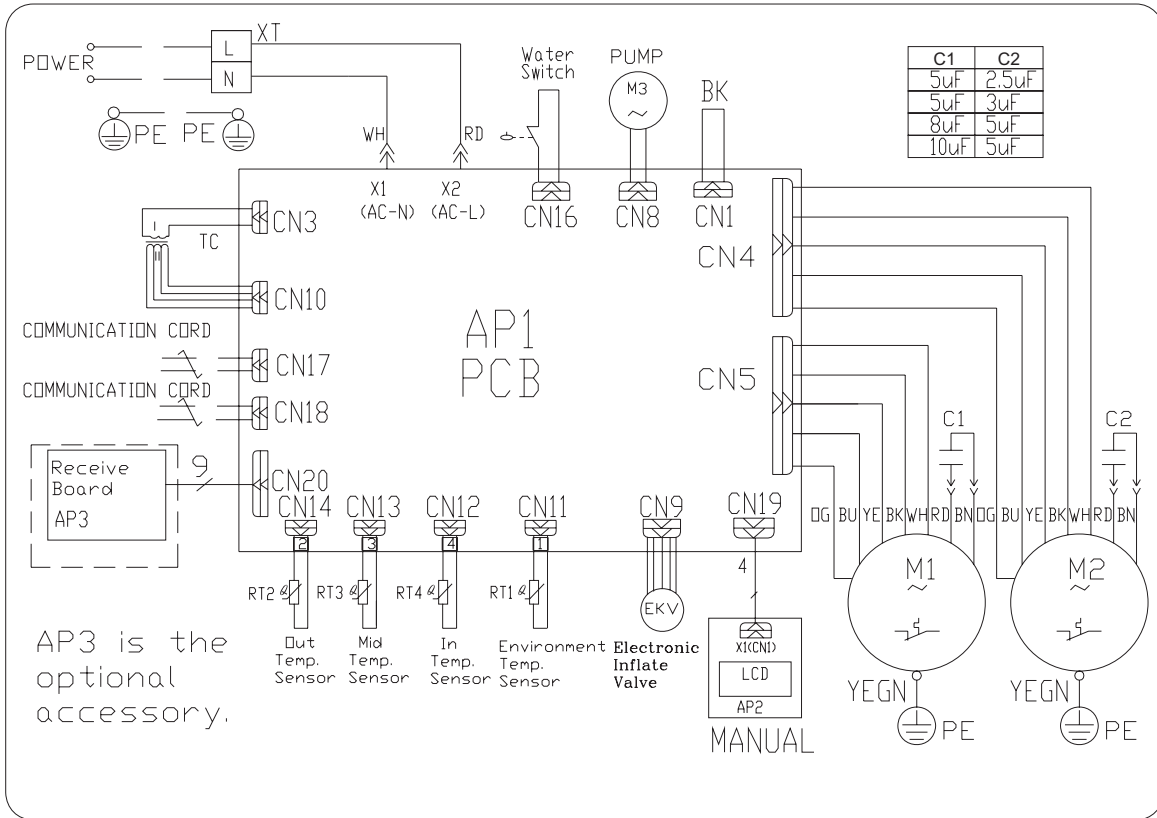 POWER
L
N
XT
PE
PE
WH
RD
Water
Switch
PUMP
M3
~
BK
C1 C2
5uF 2.5uF
5uF 3uF
8uF 5uF
10uF 5uF
X1
(AC-N)
X2
(AC-L)
CN16
CN8
CN1
CN4
CN3
I
TC
II
CN10
COMMUNICATION CORD
CN17
COMMUNICATION CORD
CN18
AP1
PCB
CN5
Receive
Board
AP3
9
CN20
CN14
CN13
CN12
CN11
CN9
CN19
2
3
4
1
4
RT2
RT3
RT4
RT1
EKV
Out
Temp.
Sensor
Mid
Temp.
Sensor
In
Temp.
Sensor
Environment
Temp.
Sensor
Electronic
Inflate
Valve
X1(CN1)
LCD
AP2
MANUAL
C1
C2
OG BU YE BK WH RD BN
OG BU YE BK WH RD BN
M1
~
M2
~
YEGN
PE
YEGN
PE
AP3 is the
optional
accessory.